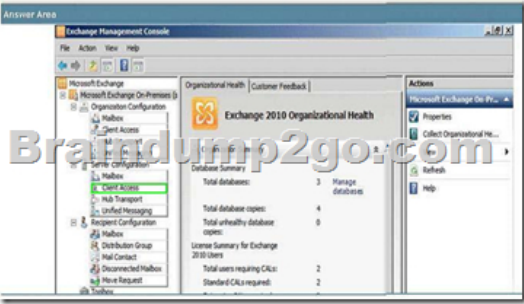 Answer Area
Exchange Management Console
File Action View Help
Microsoft Exchange
Microsoft Exchange On-Premises (s
Organization Configuration
Mailbox
Client Access
Server Configuration
Mailbox
Client Access
Hub Transport
Unified Messaging
Recipient Configuration
Mailbox
Distribution Group
Mail Contact
Disconnected Mailbox
Move Request
Toolbox
Organizational Health
Customer Feedback
Exchange 2010 Organizational Health
Database Summary
Total databases: 3 Manage databases
Total database copies: 4
Total unhealthy database copies: 0
License Summary for Exchange 2010 Users
Total users requiring CALs: 2
Standard CALs required: 2
Actions
Microsoft Exchange On-Pr...
Properties
Collect Organizational He...
Refresh
Help
Braindump2go.com